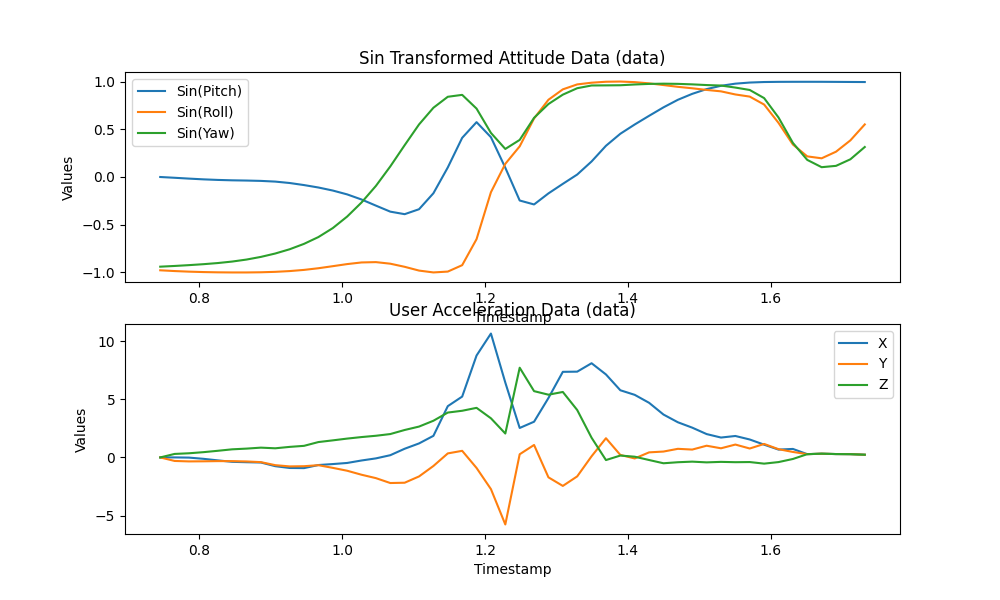 Sin Transformed Attitude Data (data)
1.0
0.5
0.0
−0.5
−1.0
Values
Sin(Pitch)
Sin(Roll)
Sin(Yaw)
0.8 1.0 1.2 1.4 1.6
Timestamp
User Acceleration Data (data)
10
5
0
−5
Values
X
Y
Z
0.8 1.0 1.2 1.4 1.6
Timestamp